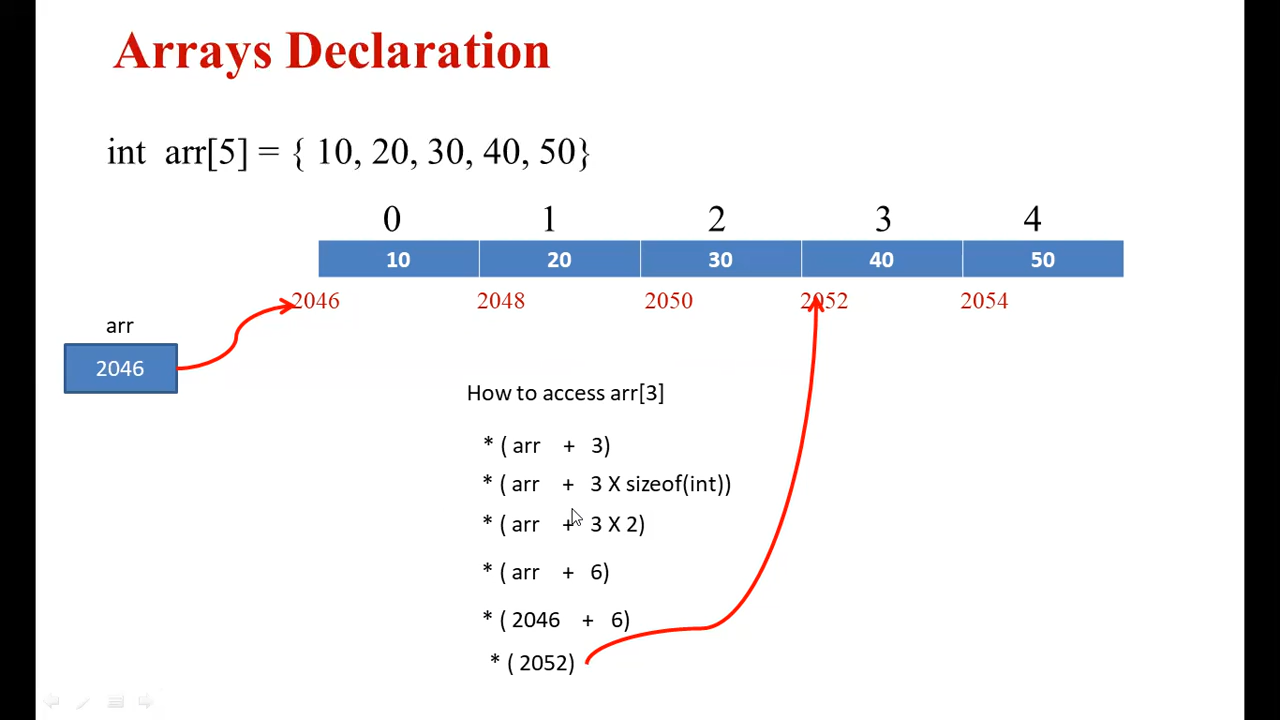 Arrays Declaration
int arr[5] = { 10, 20, 30, 40, 50}
0 1 2 3 4
10 20 30 40 50
2046 2048 2050 2052 2054
arr
2046
How to access arr[3]
* ( arr + 3)
* ( arr + 3 X sizeof(int))
* ( arr + 3 X 2)
* ( arr + 6)
* ( 2046 + 6)
* ( 2052)